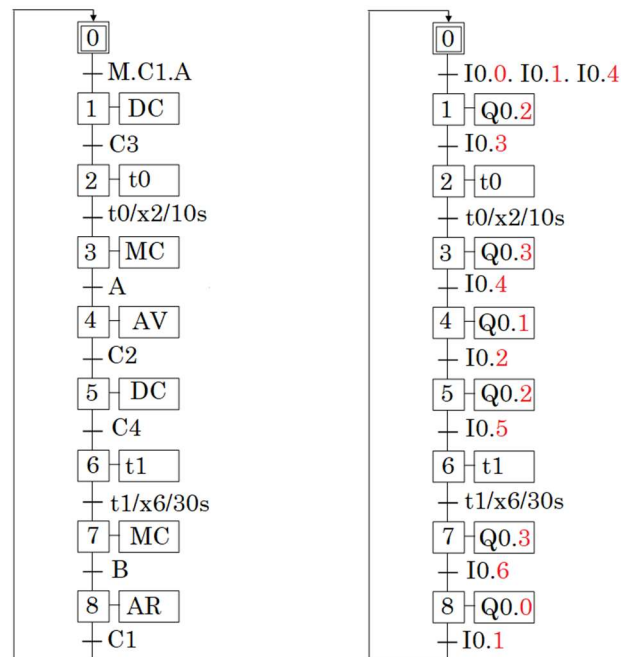 0
M.C1.A
1 DC
C3
2 t0
t0/x2/10s
3 MC
A
4 AV
C2
5 DC
C4
6 t1
t1/x6/30s
7 MC
B
8 AR
C1
0
I0.0. I0.1. I0.4
1 Q0.2
I0.3
2 t0
t0/x2/10s
3 Q0.3
I0.4
4 Q0.1
I0.2
5 Q0.2
I0.5
6 t1
t1/x6/30s
7 Q0.3
I0.6
8 Q0.0
I0.1